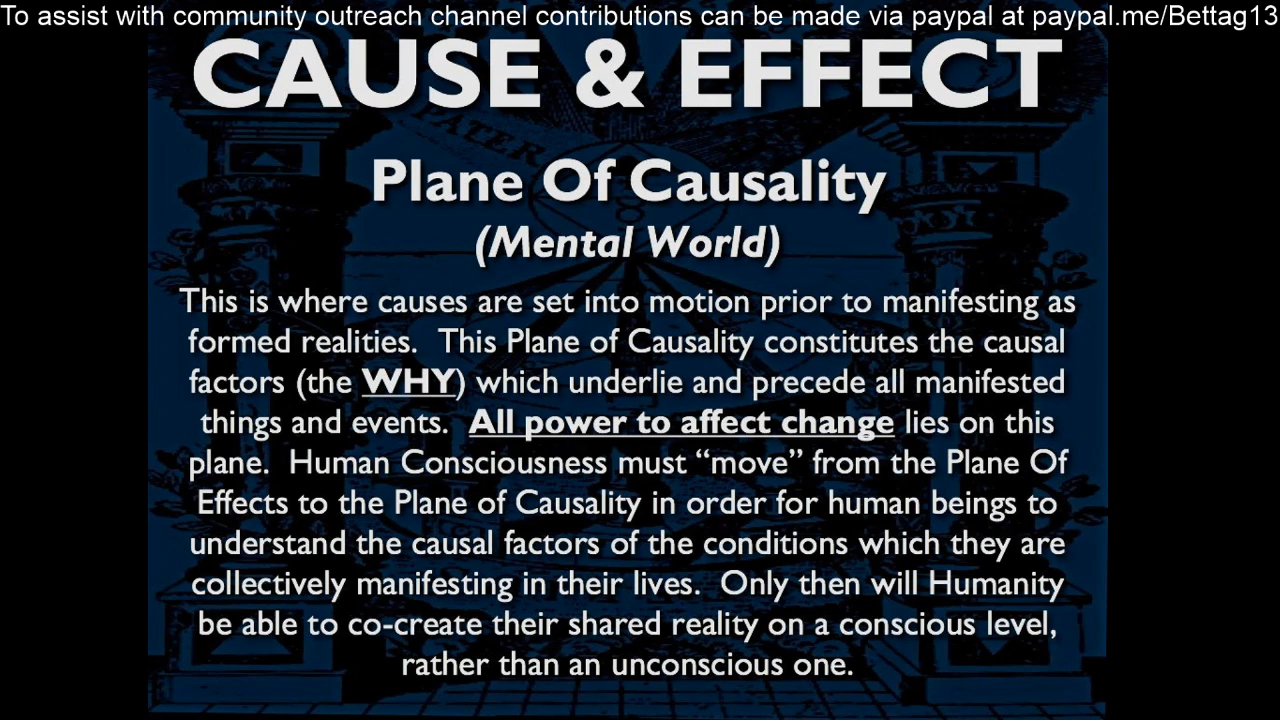 To assist with community outreach channel contributions can be made via paypal at paypal.me/Bettag13
CAUSE & EFFECT
PATER
Plane Of Causality
(Mental World)
This is where causes are set into motion prior to manifesting as
formed realities. This Plane of Causality constitutes the causal
factors (the WHY) which underlie and precede all manifested
things and events. All power to affect change lies on this
plane. Human Consciousness must “move” from the Plane Of
Effects to the Plane of Causality in order for human beings to
understand the causal factors of the conditions which they are
collectively manifesting in their lives. Only then will Humanity
be able to co-create their shared reality on a conscious level,
rather than an unconscious one.